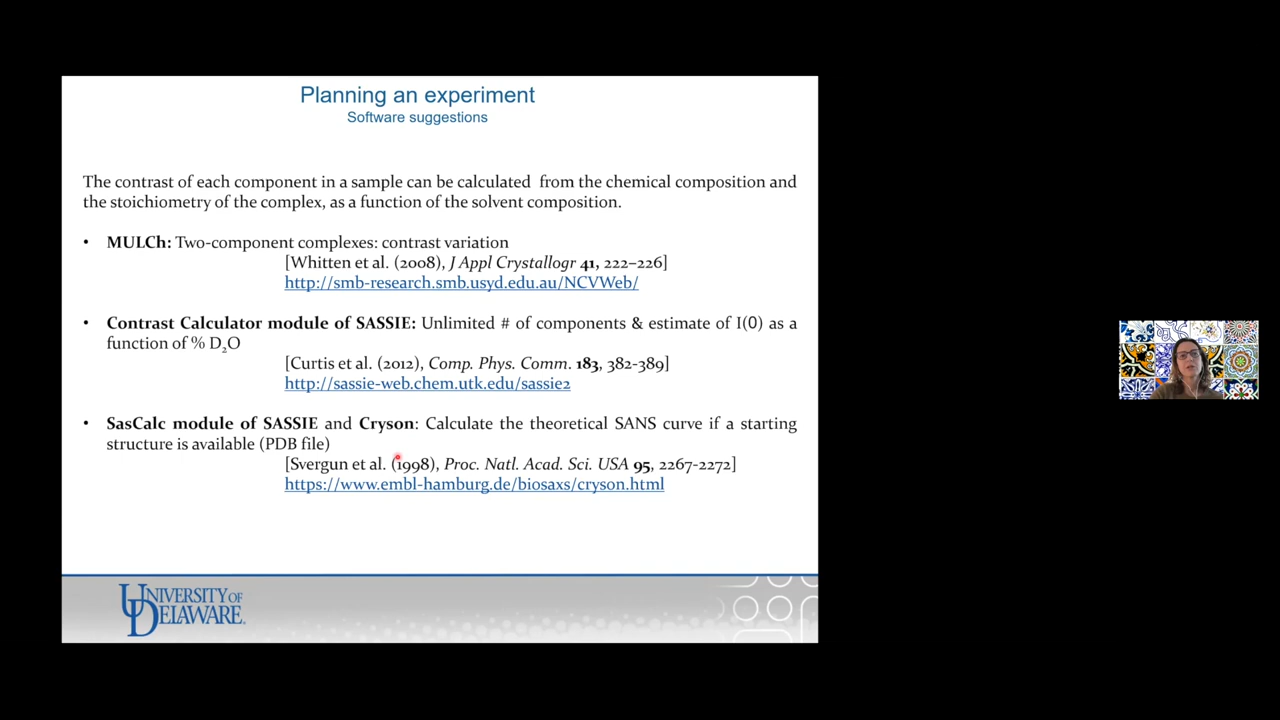 Planning an experiment
Software suggestions
The contrast of each component in a sample can be calculated from the chemical composition and
the stoichiometry of the complex, as a function of the solvent composition.
• MULCh: Two-component complexes: contrast variation
[Whitten et al. (2008), J Appl Crystallogr 41, 222–226]
http://smb-research.smb.usyd.edu.au/NCVWeb/
• Contrast Calculator module of SASSIE: Unlimited # of components & estimate of I(0) as a
function of % D₂O
[Curtis et al. (2012), Comp. Phys. Comm. 183, 382-389]
http://sassie-web.chem.utk.edu/sassie2
• SasCalc module of SASSIE and Cryson: Calculate the theoretical SANS curve if a starting
structure is available (PDB file)
[Svergun et al. (1998), Proc. Natl. Acad. Sci. USA 95, 2267-2272]
https://www.embl-hamburg.de/biosaxs/cryson.html
UNIVERSITY OF
DELAWARE.